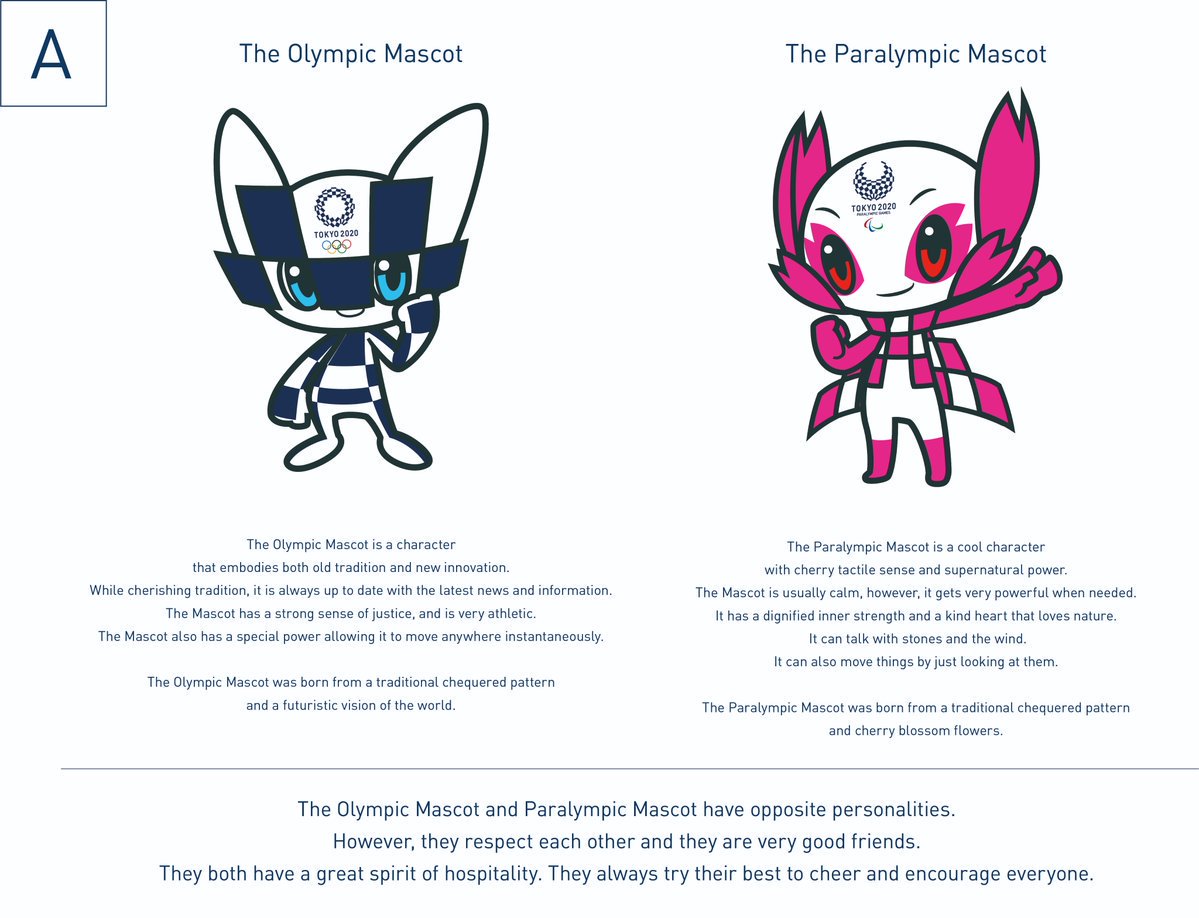 A
The Olympic Mascot
TOKYO 2020
The Olympic Mascot is a character
that embodies both old tradition and new innovation.
While cherishing tradition, it is always up to date with the latest news and information.
The Mascot has a strong sense of justice, and is very athletic.
The Mascot also has a special power allowing it to move anywhere instantaneously.
The Olympic Mascot was born from a traditional chequered pattern
and a futuristic vision of the world.
The Paralympic Mascot
TOKYO 2020
PARALYMPIC GAMES
The Paralympic Mascot is a cool character
with cherry tactile sense and supernatural power.
The Mascot is usually calm, however, it gets very powerful when needed.
It has a dignified inner strength and a kind heart that loves nature.
It can talk with stones and the wind.
It can also move things by just looking at them.
The Paralympic Mascot was born from a traditional chequered pattern
and cherry blossom flowers.
The Olympic Mascot and Paralympic Mascot have opposite personalities.
However, they respect each other and they are very good friends.
They both have a great spirit of hospitality. They always try their best to cheer and encourage everyone.